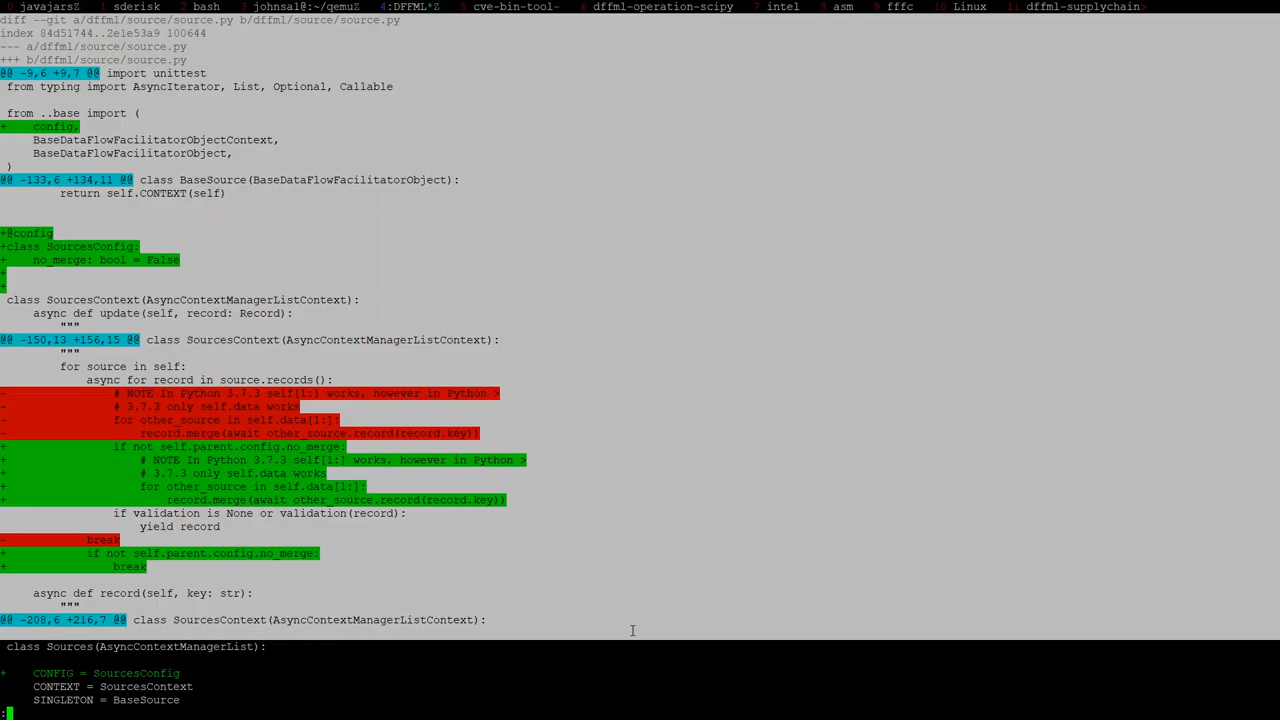 0 javajarsZ 1 sderisk 2 bash 3 johnsa1@:~/qemuZ 4:DFFML*Z 5 cve-bin-tool- 6 dffml-operation-scipy 7 intel 8 asm 9 fffc 10 Linux 11 dffml-supplychain>
diff --git a/dffml/source/source.py b/dffml/source/source.py
index 84d51744..2e1e53a9 100644
--- a/dffml/source/source.py
+++ b/dffml/source/source.py
@@ -9,6 +9,7 @@ import unittest
 from typing import AsyncIterator, List, Optional, Callable
 from ..base import (
+    config,
     BaseDataFlowFacilitatorObjectContext,
     BaseDataFlowFacilitatorObject,
 )
@@ -133,6 +134,11 @@ class BaseSource(BaseDataFlowFacilitatorObject):
         return self.CONTEXT(self)
+@config
+class SourcesConfig:
+    no_merge: bool = False
+
+
 class SourcesContext(AsyncContextManagerListContext):
     async def update(self, record: Record):
         """
@@ -150,13 +156,15 @@ class SourcesContext(AsyncContextManagerListContext):
         """
         for source in self:
             async for record in source.records():
-                # NOTE In Python 3.7.3 self[1:] works, however in Python >
-                # 3.7.3 only self.data works
-                for other_source in self.data[1:]:
-                    record.merge(await other_source.record(record.key))
+                if not self.parent.config.no_merge:
+                    # NOTE In Python 3.7.3 self[1:] works, however in Python >
+                    # 3.7.3 only self.data works
+                    for other_source in self.data[1:]:
+                        record.merge(await other_source.record(record.key))
                 if validation is None or validation(record):
                     yield record
-            break
+            if not self.parent.config.no_merge:
+                break
     async def record(self, key: str):
         """
@@ -208,6 +216,7 @@ class SourcesContext(AsyncContextManagerListContext):
 class Sources(AsyncContextManagerList):
+    CONFIG = SourcesConfig
     CONTEXT = SourcesContext
     SINGLETON = BaseSource
: